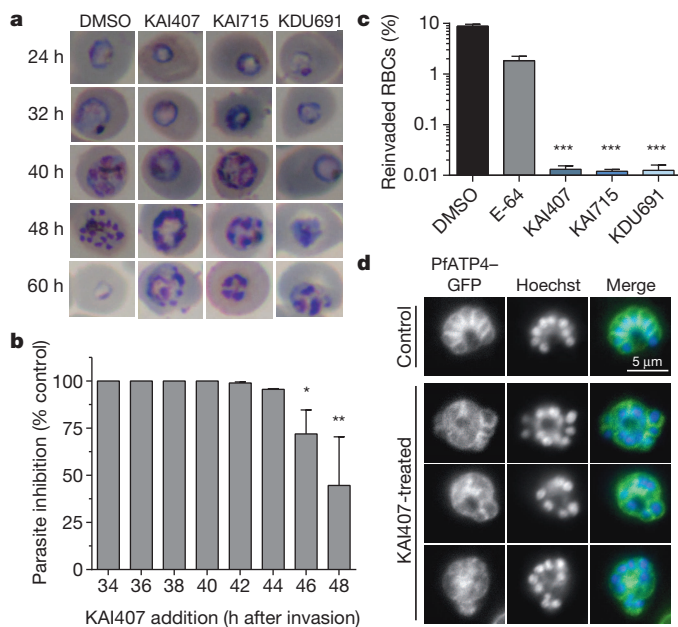 a
DMSO KAI407 KAI715 KDU691
24 h
32 h
40 h
48 h
60 h
b
Parasite inhibition (% control)
100
75
50
25
0
*
**
34 36 38 40 42 44 46 48
KAI407 addition (h after invasion)
c
Reinvaded RBCs (%)
10
1
0.1
0.01
*** *** ***
DMSO
E-64
KAI407
KAI715
KDU691
d
PfATP4–
GFP Hoechst Merge
Control
5 μm
KAI407-treated